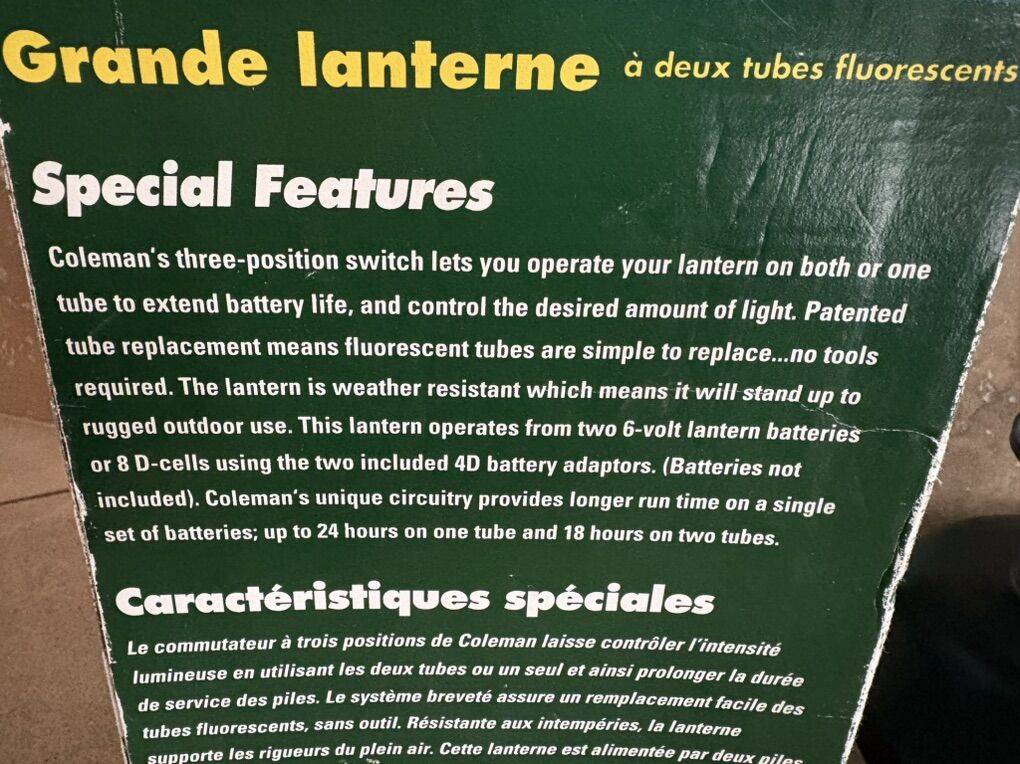 Grande lanterne à deux tubes fluorescents
Special Features
Coleman's three-position switch lets you operate your lantern on both or one
tube to extend battery life, and control the desired amount of light. Patented
tube replacement means fluorescent tubes are simple to replace...no tools
required. The lantern is weather resistant which means it will stand up to
rugged outdoor use. This lantern operates from two 6-volt lantern batteries
or 8 D-cells using the two included 4D battery adaptors. (Batteries not
included). Coleman's unique circuitry provides longer run time on a single
set of batteries; up to 24 hours on one tube and 18 hours on two tubes.
Caractéristiques spéciales
Le commutateur à trois positions de Coleman laisse contrôler l'intensité
lumineuse en utilisant les deux tubes ou un seul et ainsi prolonger la durée
de service des piles. Le système breveté assure un remplacement facile des
tubes fluorescents, sans outil. Résistante aux intempéries, la lanterne
supporte les rigueurs du plein air. Cette lanterne est alimentée par deux piles